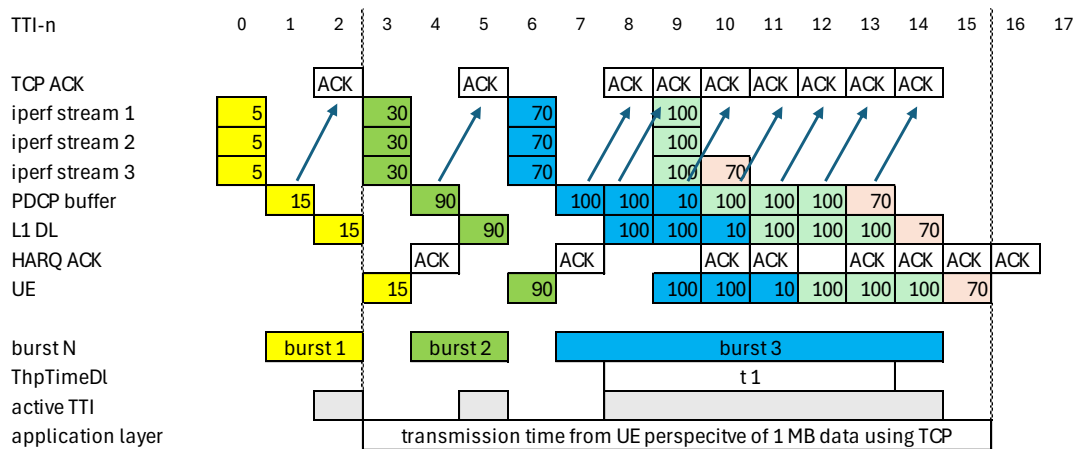 TTI-n 0 1 2 3 4 5 6 7 8 9 10 11 12 13 14 15 16 17
TCP ACK ACK ACK ACK ACK ACK ACK ACK ACK ACK
iperf stream 1 5 30 70 100
iperf stream 2 5 30 70 100
iperf stream 3 5 30 70 100 70
PDCP buffer 15 90 100 100 10 100 100 100 70
L1 DL 15 90 100 100 10 100 100 100 70
HARQ ACK ACK ACK ACK ACK ACK ACK ACK ACK
UE 15 90 100 100 10 100 100 100 70
burst N burst 1 burst 2 burst 3
ThpTimeDl t 1
active TTI
application layer transmission time from UE perspecitve of 1 MB data using TCP